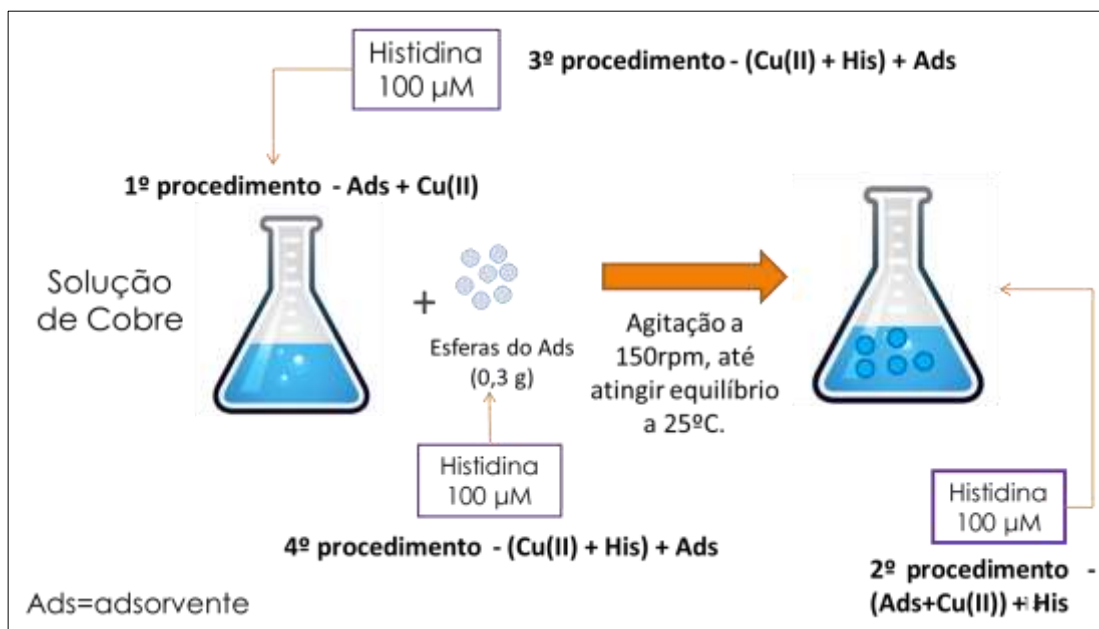 Histidina
100 µM
3º procedimento - (Cu(II) + His) + Ads
1º procedimento - Ads + Cu(II)
Solução
de Cobre
+
Esferas do Ads
(0,3 g)
Agitação a
150rpm, até
atingir equilíbrio
a 25ºC.
Histidina
100 µM
4º procedimento - (Cu(II) + His) + Ads
Histidina
100 µM
2º procedimento -
(Ads+Cu(II)) + His
Ads=adsorvente